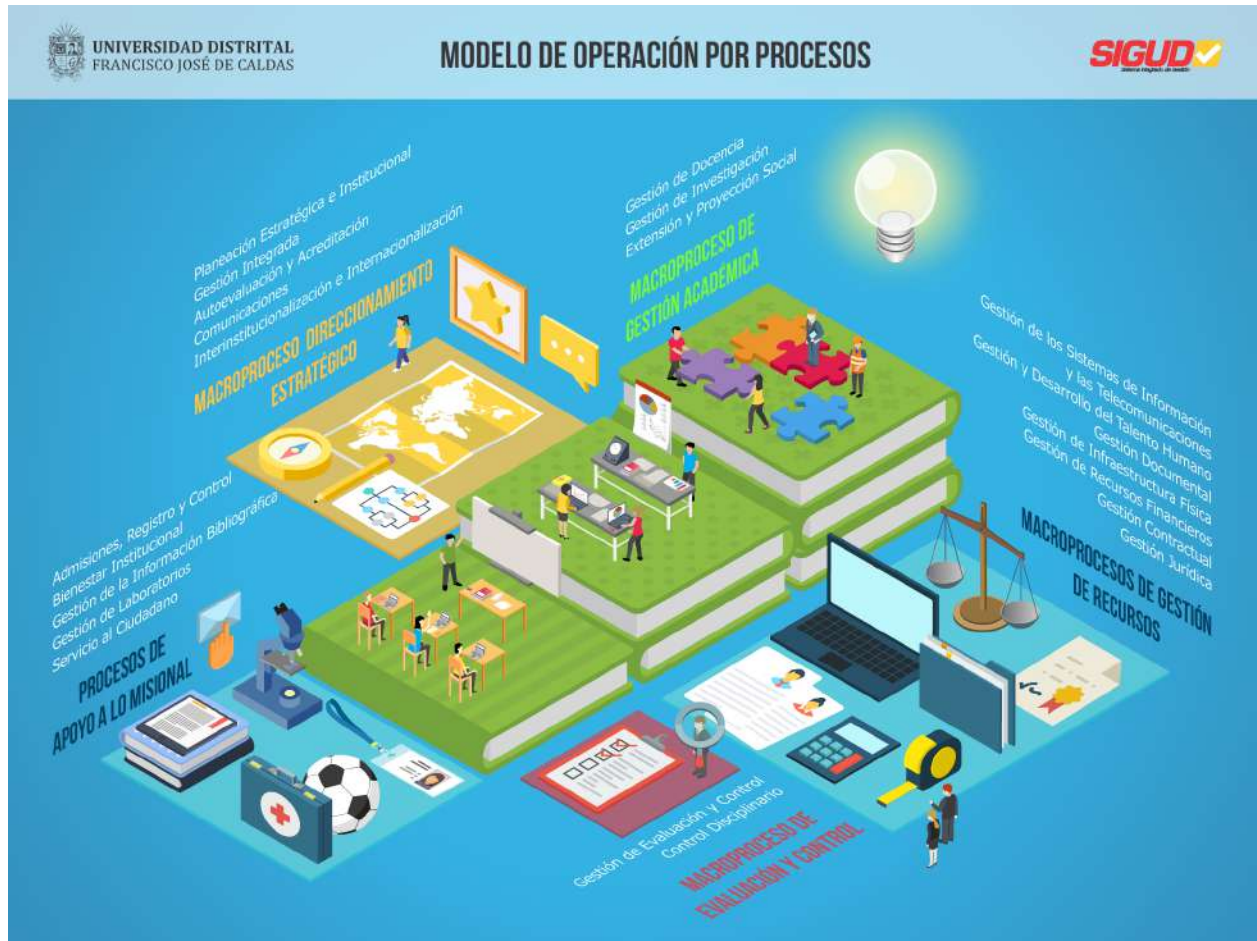 UNIVERSIDAD DISTRITAL
FRANCISCO JOSÉ DE CALDAS
MODELO DE OPERACIÓN POR PROCESOS
SIGUD
Sistema Integrado de Gestión
Planeación Estratégica e Institucional
Gestión Integrada
Autoevaluación y Acreditación
Comunicaciones
Interinstitucionalización e Internacionalización
MACROPROCESO DIRECCIONAMIENTO
ESTRATÉGICO
Gestión de Docencia
Gestión de Investigación
Extensión y Proyección Social
MACROPROCESO DE
GESTIÓN ACADÉMICA
Gestión de los Sistemas de Información
y las Telecomunicaciones
Gestión y Desarrollo del Talento Humano
Gestión Documental
Gestión de Infraestructura Física
Gestión de Recursos Financieros
Gestión Contractual
Gestión Jurídica
MACROPROCESOS DE GESTIÓN
DE RECURSOS
Admisiones, Registro y Control
Bienestar Institucional
Gestión de la Información Bibliográfica
Gestión de Laboratorios
Servicio al Ciudadano
PROCESOS DE
APOYO A LO MISIONAL
Gestión de Evaluación y Control
Control Disciplinario
MACROPROCESO DE
EVALUACIÓN Y CONTROL